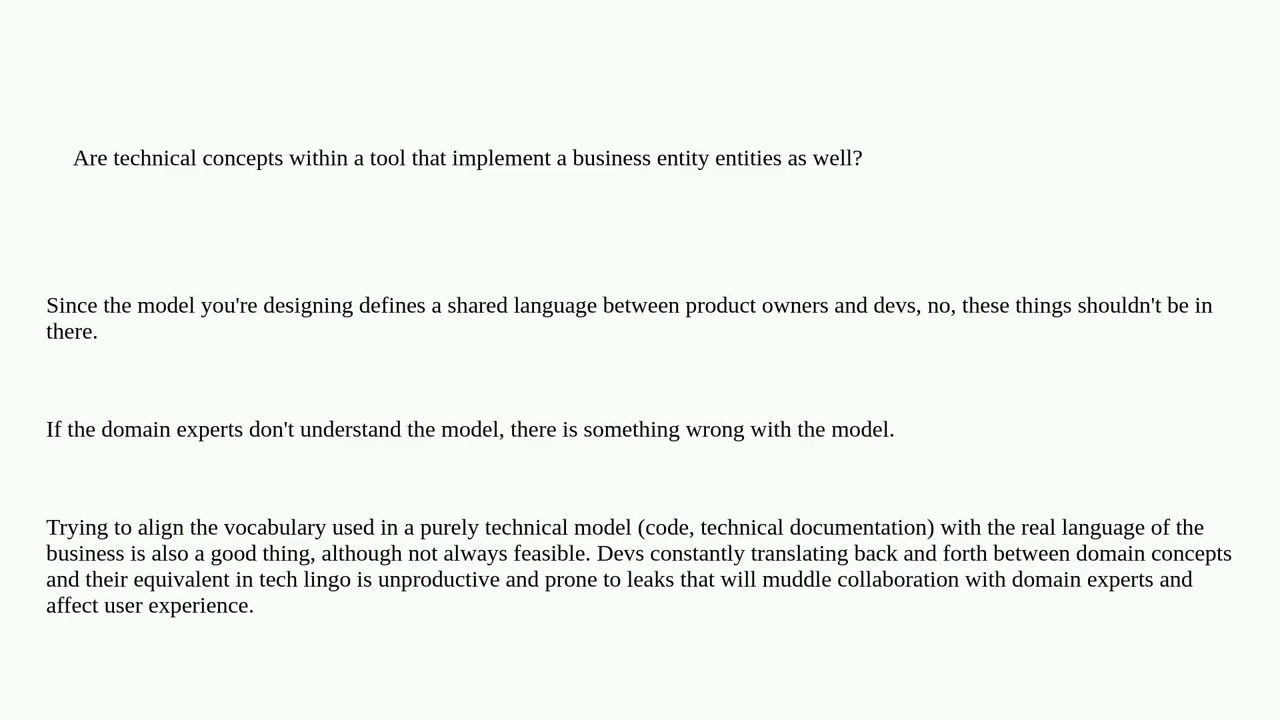 Are technical concepts within a tool that implement a business entity entities as well?
Since the model you're designing defines a shared language between product owners and devs, no, these things shouldn't be in
there.
If the domain experts don't understand the model, there is something wrong with the model.
Trying to align the vocabulary used in a purely technical model (code, technical documentation) with the real language of the
business is also a good thing, although not always feasible. Devs constantly translating back and forth between domain concepts
and their equivalent in tech lingo is unproductive and prone to leaks that will muddle collaboration with domain experts and
affect user experience.